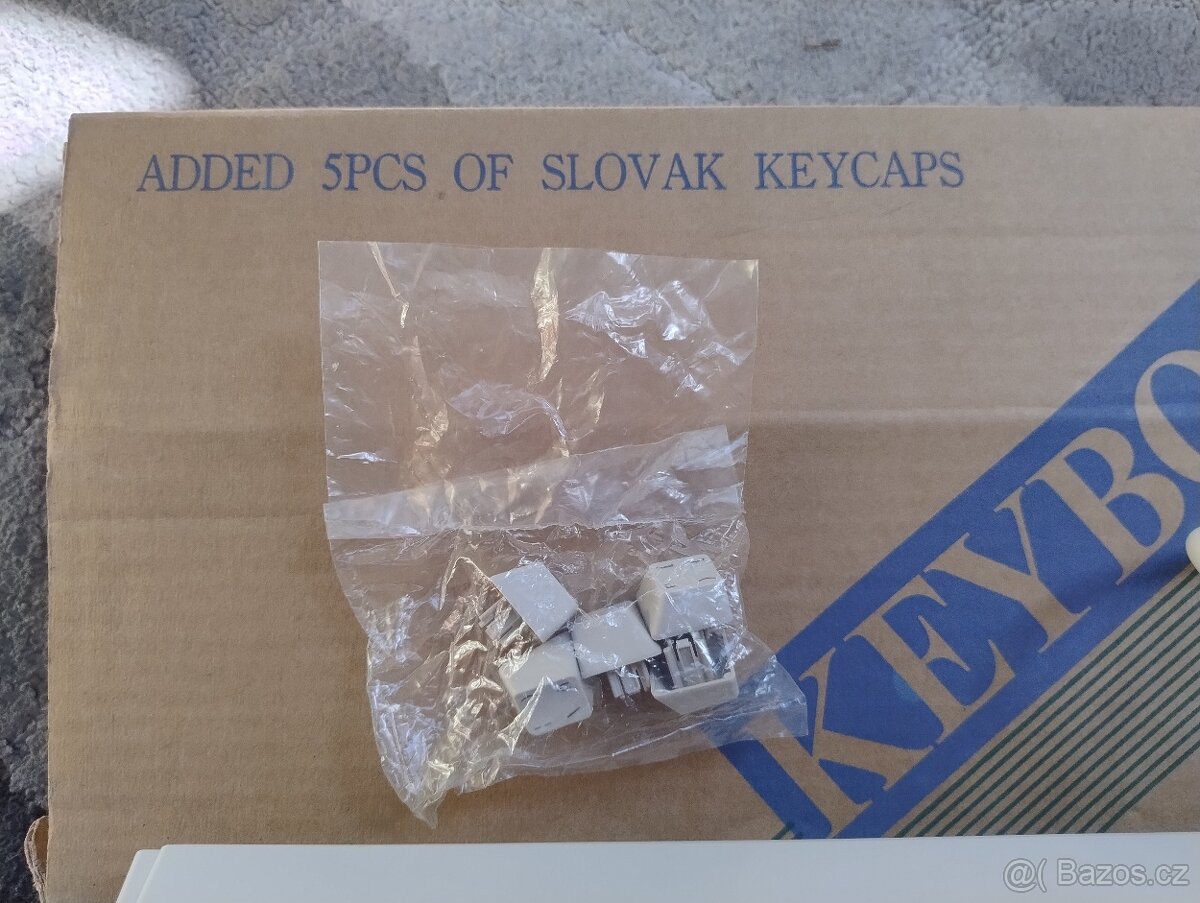 ADDED 5PCS OF SLOVAK KEYCAPS
KEYBO
@( Bazos.cz